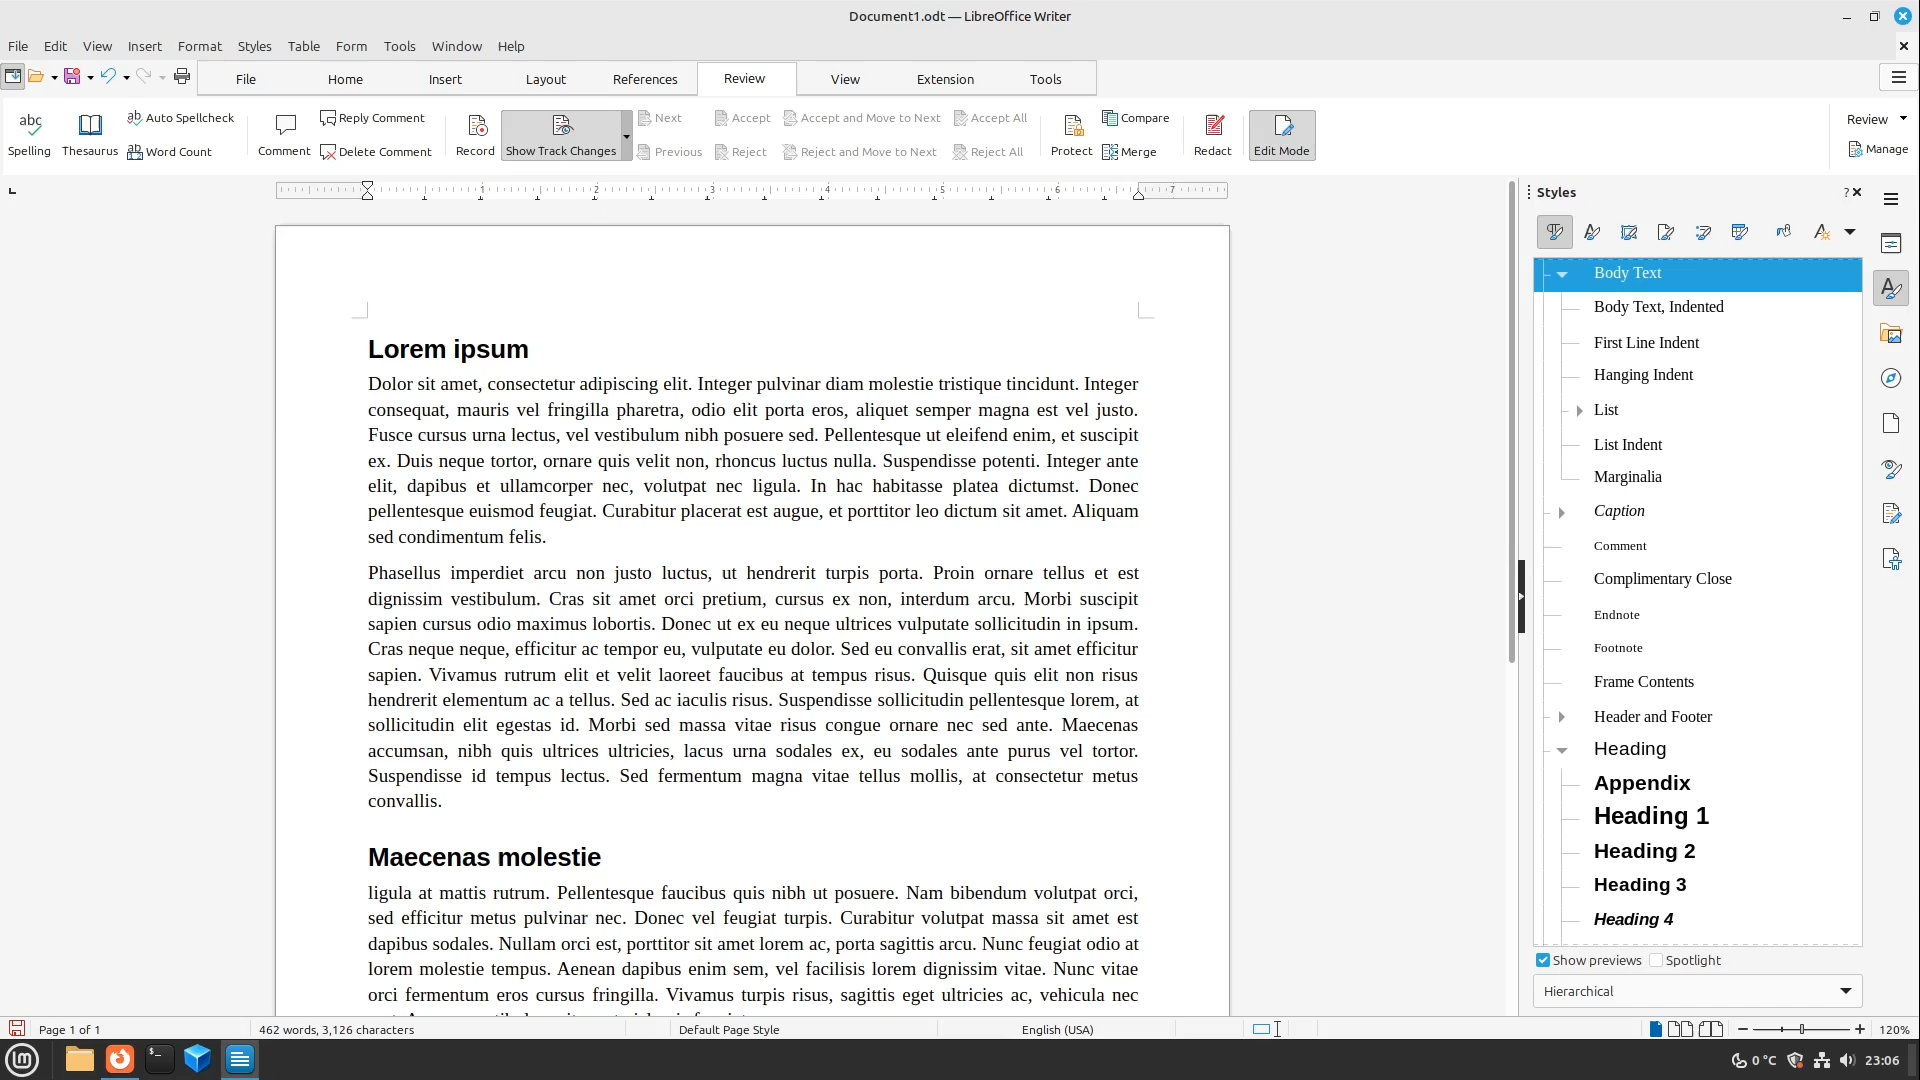 Document1.odt — LibreOffice Writer
File Edit View Insert Format Styles Table Form Tools Window Help
File Home Insert Layout References Review View Extension Tools
abc
Spelling
Thesaurus
Auto Spellcheck
Word Count
Comment
Reply Comment
Delete Comment
Record
Show Track Changes
Next
Previous
Accept
Reject
Accept and Move to Next
Reject and Move to Next
Accept All
Reject All
Protect
Compare
Merge
Redact
Edit Mode
Review
Manage
1 2 3 4 5 6 7
Lorem ipsum
Dolor sit amet, consectetur adipiscing elit. Integer pulvinar diam molestie tristique tincidunt. Integer
consequat, mauris vel fringilla pharetra, odio elit porta eros, aliquet semper magna est vel justo.
Fusce cursus urna lectus, vel vestibulum nibh posuere sed. Pellentesque ut eleifend enim, et suscipit
ex. Duis neque tortor, ornare quis velit non, rhoncus luctus nulla. Suspendisse potenti. Integer ante
elit, dapibus et ullamcorper nec, volutpat nec ligula. In hac habitasse platea dictumst. Donec
pellentesque euismod feugiat. Curabitur placerat est augue, et porttitor leo dictum sit amet. Aliquam
sed condimentum felis.
Phasellus imperdiet arcu non justo luctus, ut hendrerit turpis porta. Proin ornare tellus et est
dignissim vestibulum. Cras sit amet orci pretium, cursus ex non, interdum arcu. Morbi suscipit
sapien cursus odio maximus lobortis. Donec ut ex eu neque ultrices vulputate sollicitudin in ipsum.
Cras neque neque, efficitur ac tempor eu, vulputate eu dolor. Sed eu convallis erat, sit amet efficitur
sapien. Vivamus rutrum elit et velit laoreet faucibus at tempus risus. Quisque quis elit non risus
hendrerit elementum ac a tellus. Sed ac iaculis risus. Suspendisse sollicitudin pellentesque lorem, at
sollicitudin elit egestas id. Morbi sed massa vitae risus congue ornare nec sed ante. Maecenas
accumsan, nibh quis ultrices ultricies, lacus urna sodales ex, eu sodales ante purus vel tortor.
Suspendisse id tempus lectus. Sed fermentum magna vitae tellus mollis, at consectetur metus
convallis.
Maecenas molestie
ligula at mattis rutrum. Pellentesque faucibus quis nibh ut posuere. Nam bibendum volutpat orci,
sed efficitur metus pulvinar nec. Donec vel feugiat turpis. Curabitur volutpat massa sit amet est
dapibus sodales. Nullam orci est, porttitor sit amet lorem ac, porta sagittis arcu. Nunc feugiat odio at
lorem molestie tempus. Aenean dapibus enim sem, vel facilisis lorem dignissim vitae. Nunc vitae
orci fermentum eros cursus fringilla. Vivamus turpis risus, sagittis eget ultricies ac, vehicula nec
Styles
?
Body Text
Body Text, Indented
First Line Indent
Hanging Indent
List
List Indent
Marginalia
Caption
Comment
Complimentary Close
Endnote
Footnote
Frame Contents
Header and Footer
Heading
Appendix
Heading 1
Heading 2
Heading 3
Heading 4
Show previews Spotlight
Hierarchical
Page 1 of 1 462 words, 3,126 characters Default Page Style English (USA) 120%
0 °C 23:06